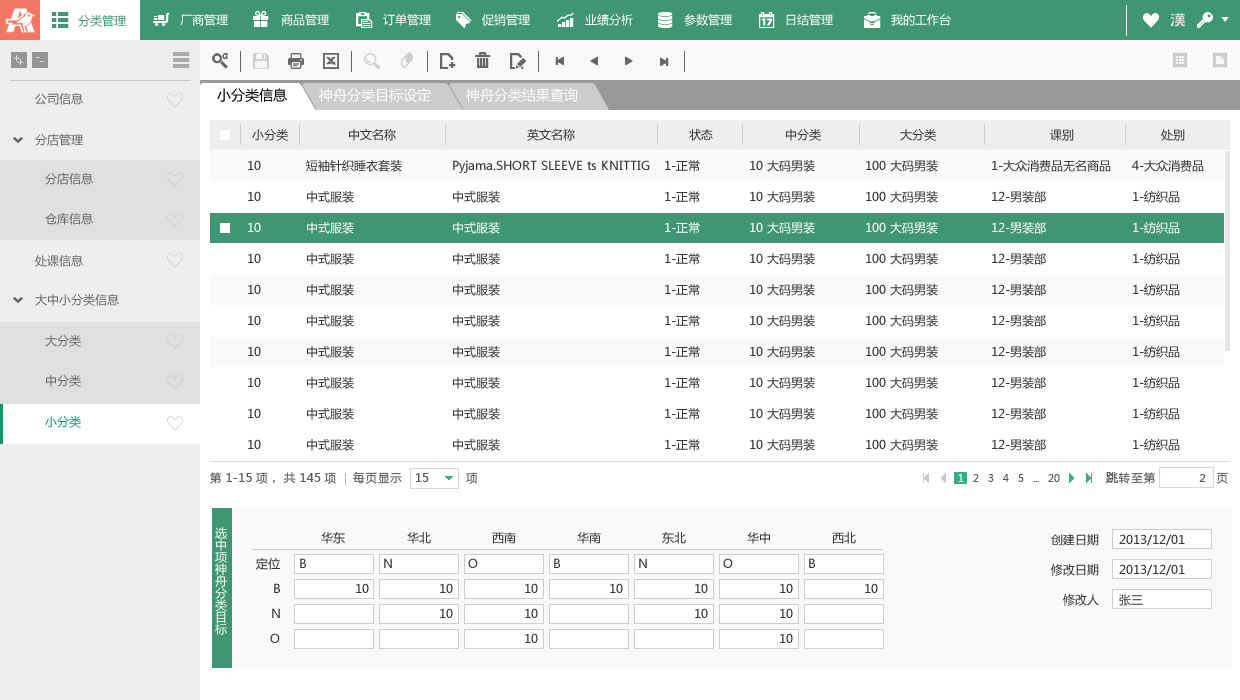 分类管理 厂商管理 商品管理 订单管理 促销管理 业绩分析 参数管理 17 日结管理 我的工作台 漢
公司信息
分店管理
分店信息
仓库信息
处课信息
大中小分类信息
大分类
中分类
小分类
小分类信息 神舟分类目标设定 神舟分类结果查询
小分类 中文名称 英文名称 状态 中分类 大分类 课别 处别
10 短袖针织睡衣套装 Pyjama.SHORT SLEEVE ts KNITTIG 1-正常 10 大码男装 100 大码男装 1-大众消费品无名商品 4-大众消费品
10 中式服装 中式服装 1-正常 10 大码男装 100 大码男装 12-男装部 1-纺织品
10 中式服装 中式服装 1-正常 10 大码男装 100 大码男装 12-男装部 1-纺织品
10 中式服装 中式服装 1-正常 10 大码男装 100 大码男装 12-男装部 1-纺织品
10 中式服装 中式服装 1-正常 10 大码男装 100 大码男装 12-男装部 1-纺织品
10 中式服装 中式服装 1-正常 10 大码男装 100 大码男装 12-男装部 1-纺织品
10 中式服装 中式服装 1-正常 10 大码男装 100 大码男装 12-男装部 1-纺织品
10 中式服装 中式服装 1-正常 10 大码男装 100 大码男装 12-男装部 1-纺织品
10 中式服装 中式服装 1-正常 10 大码男装 100 大码男装 12-男装部 1-纺织品
10 中式服装 中式服装 1-正常 10 大码男装 100 大码男装 12-男装部 1-纺织品
第 1-15 项，共 145 项 | 每页显示 15 项 1 2 3 4 5 ... 20 跳转至第 2 页
选中项神舟分类目标
华东 华北 西南 华南 东北 华中 西北
定位 B N O B N O B
B 10 10 10 10 10 10 10
N 10 10 10 10
O 10 10
创建日期 2013/12/01
修改日期 2013/12/01
修改人 张三